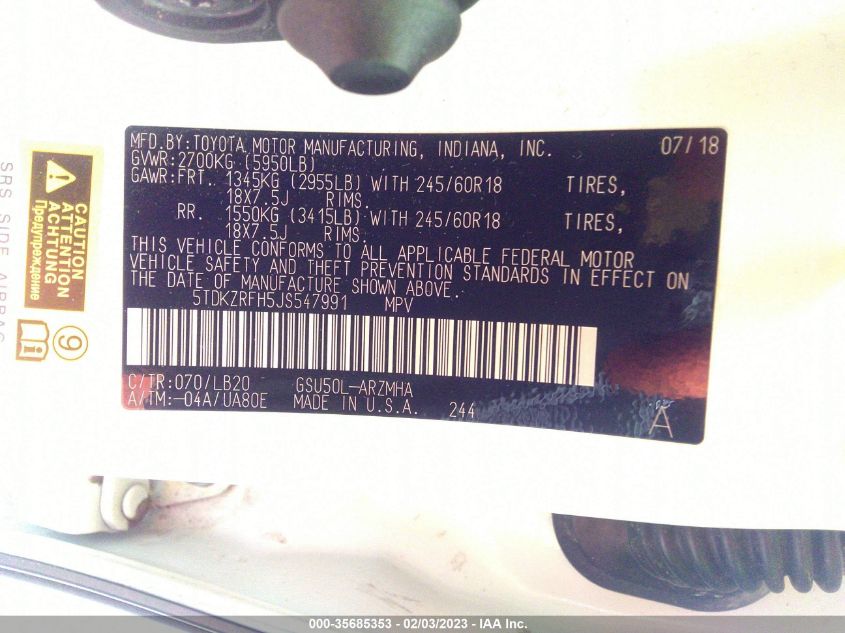 MFD.BY:TOYOTA MOTOR MANUFACTURING, INDIANA, INC. 07/18
GVWR:2700KG (5950LB)
GAWR:FRT. 1345KG (2955LB) WITH 245/60R18 TIRES,
18X7.5J RIMS.
RR. 1550KG (3415LB) WITH 245/60R18 TIRES,
18X7.5J RIMS.
THIS VEHICLE CONFORMS TO ALL APPLICABLE FEDERAL MOTOR
VEHICLE SAFETY AND THEFT PREVENTION STANDARDS IN EFFECT ON
THE DATE OF MANUFACTURE SHOWN ABOVE.
5TDKZRFH5JS547991 MPV
C/TR:070/LB20 GSU50L-ARZMHA
A/TM:-04A/UA80E MADE IN U.S.A. 244
A
CAUTION
ATTENTION
ACHTUNG
Предупреждение
9
SRS SIDE AIRBAG
000-35685353 - 02/03/2023 - IAA Inc.